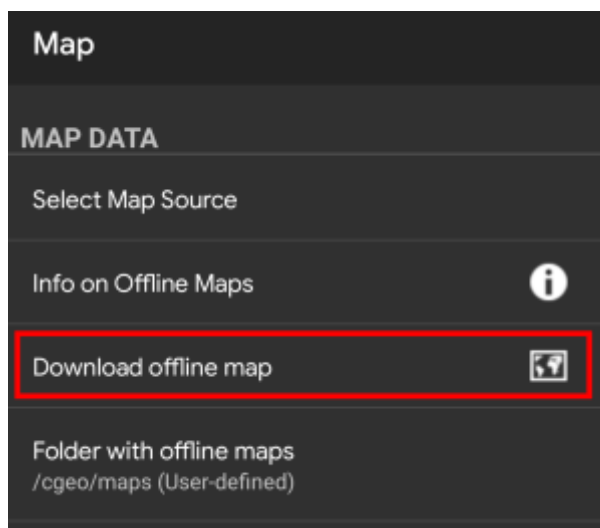 Map
MAP DATA
Select Map Source
Info on Offline Maps
Download offline map
Folder with offline maps
/cgeo/maps (User-defined)